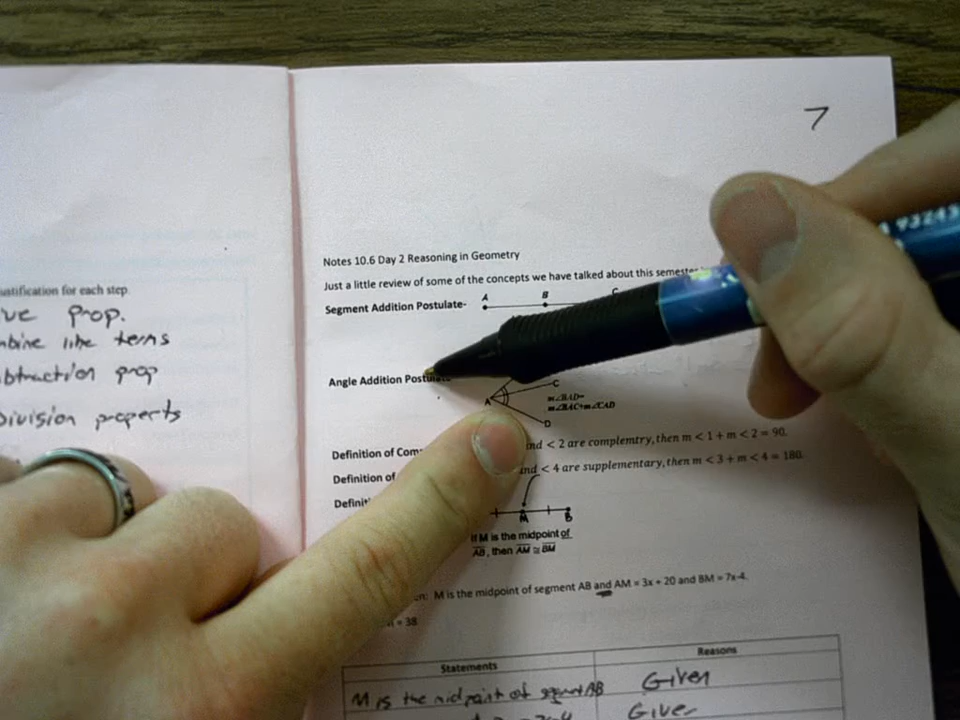 7
ustification for each step.
ve prop.
mbine like terms
btraction prop
Division property
Notes 10.6 Day 2 Reasoning in Geometry
Just a little review of some of the concepts we have talked about this semester
Segment Addition Postulate-
A B C
Angle Addition Postulate
A C D
m∠BAD=
m∠BAC+m∠CAD
Definition of Com
nd < 2 are complemtry, then m < 1 + m < 2 = 90.
Definition of
and < 4 are supplementary, then m < 3 + m < 4 = 180.
Definit
M B
If M is the midpoint of
AB, then AM ≅ BM
en: M is the midpoint of segment AB and AM = 3x + 20 and BM = 7x-4.
= 38
Statements Reasons
M is the midpoint of segment AB Given
Given
93243